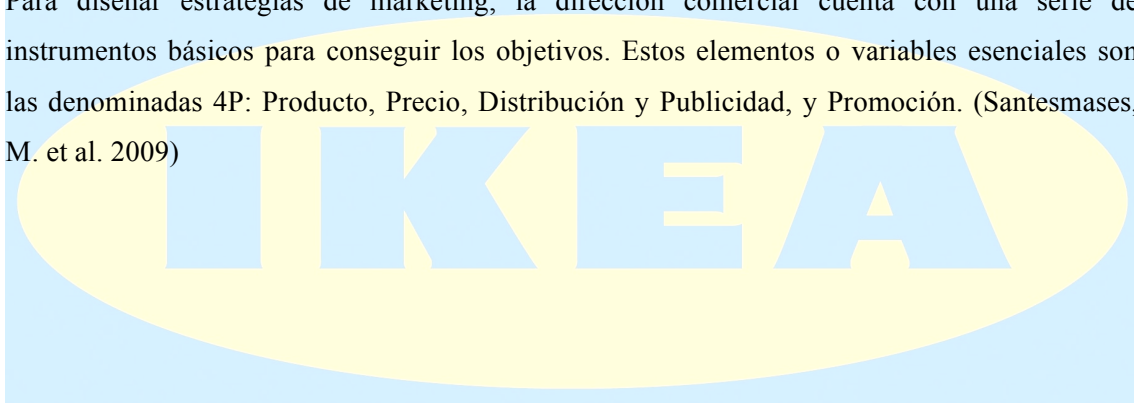 Para diseñar estrategias de marketing, la dirección comercial cuenta con una serie de
instrumentos básicos para conseguir los objetivos. Estos elementos o variables esenciales son
las denominadas 4P: Producto, Precio, Distribución y Publicidad, y Promoción. (Santesmases,
M. et al. 2009)
IKEA